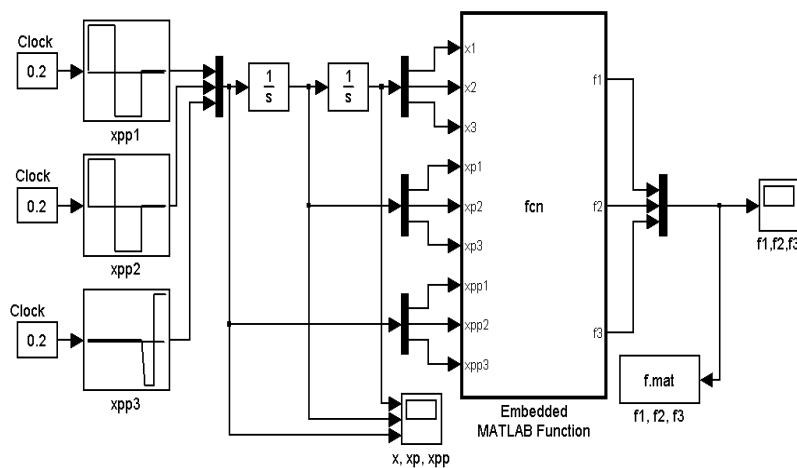 Clock
0.2
xpp1
Clock
0.2
xpp2
Clock
0.2
xpp3
1
s
1
s
x1
x2
x3
xp1
xp2
xp3
xpp1
xpp2
xpp3
fcn
f1
f2
f3
Embedded
MATLAB Function
x, xp, xpp
f1,f2,f3
f.mat
f1, f2, f3